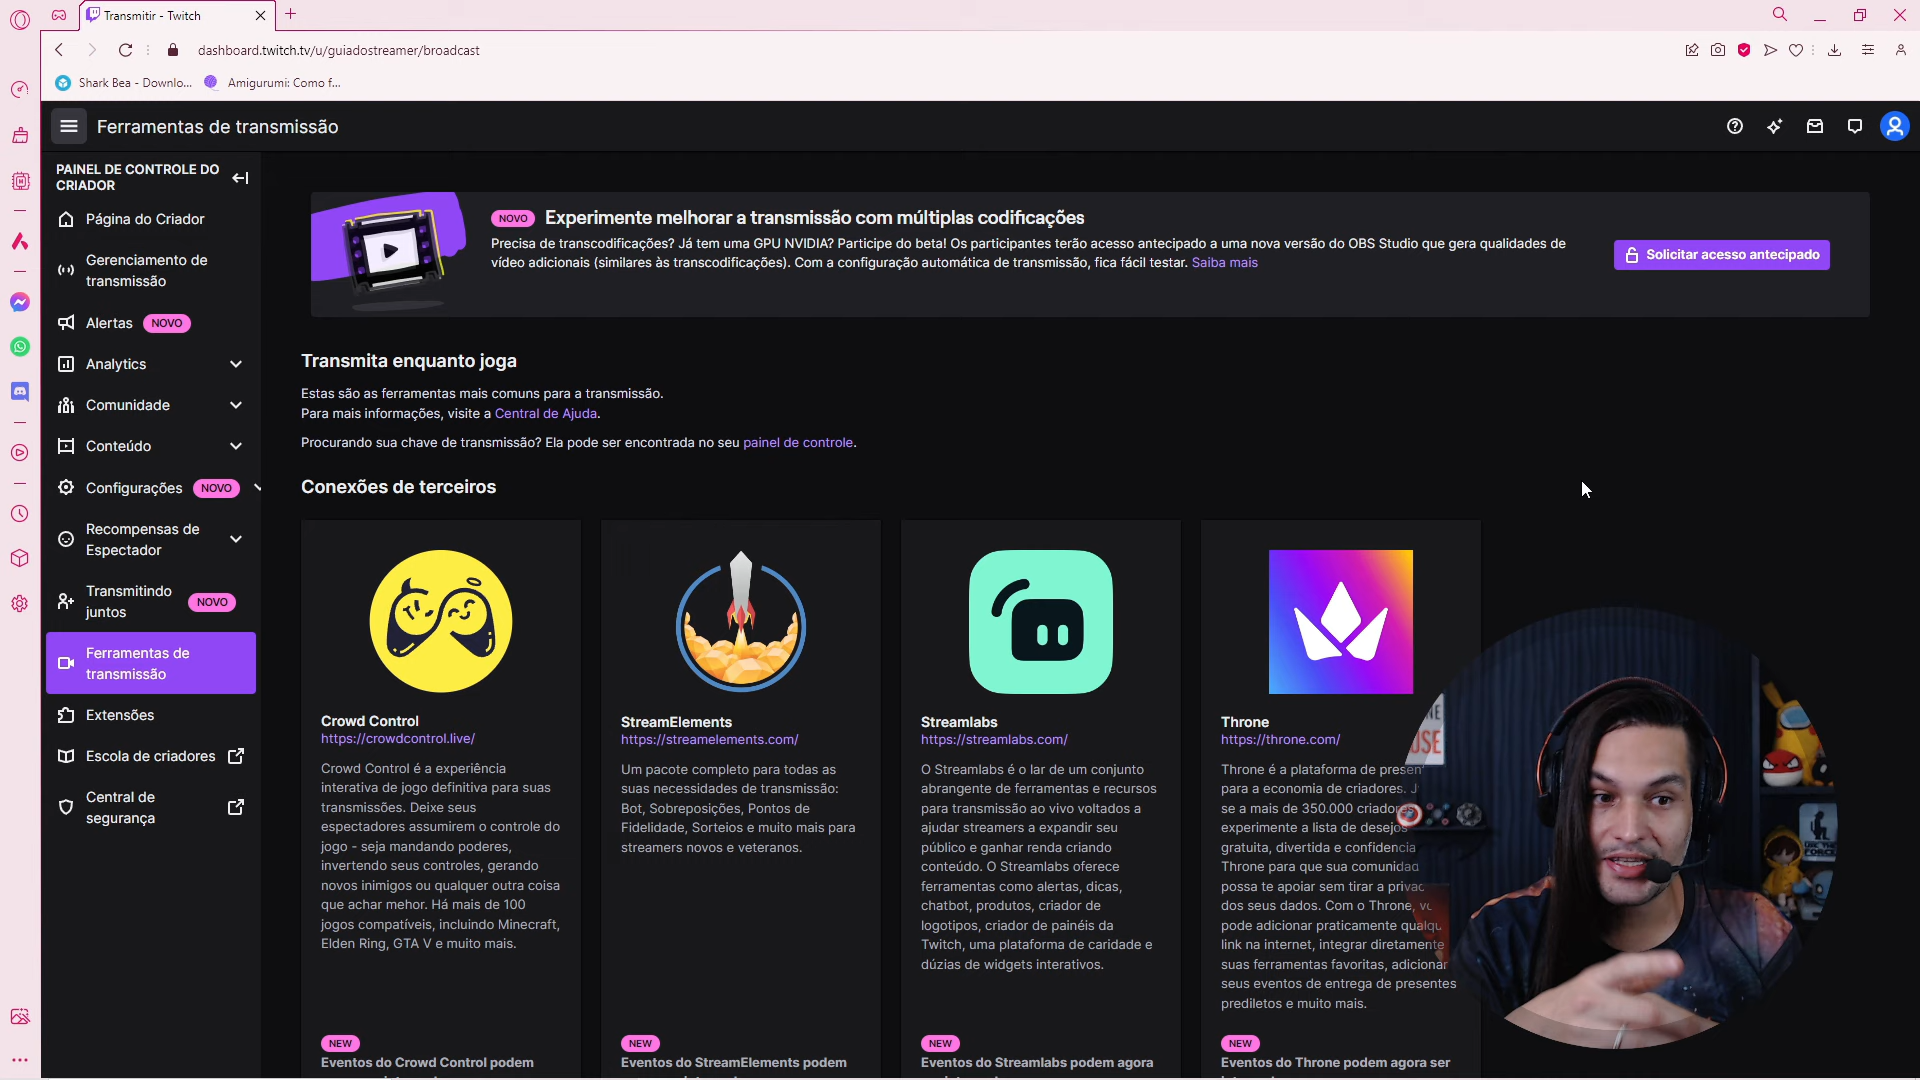 Transmitir - Twitch
dashboard.twitch.tv/u/guiadostreamer/broadcast
Shark Bea - Downlo...
Amigurumi: Como f...
Ferramentas de transmissão
PAINEL DE CONTROLE DO
CRIADOR
Página do Criador
Gerenciamento de
transmissão
Alertas NOVO
Analytics
Comunidade
Conteúdo
Configurações NOVO
Recompensas de
Espectador
Transmitindo
juntos NOVO
Ferramentas de
transmissão
Extensões
Escola de criadores
Central de
segurança
NOVO Experimente melhorar a transmissão com múltiplas codificações
Precisa de transcodificações? Já tem uma GPU NVIDIA? Participe do beta! Os participantes terão acesso antecipado a uma nova versão do OBS Studio que gera qualidades de
vídeo adicionais (similares às transcodificações). Com a configuração automática de transmissão, fica fácil testar. Saiba mais
Solicitar acesso antecipado
Transmita enquanto joga
Estas são as ferramentas mais comuns para a transmissão.
Para mais informações, visite a Central de Ajuda.
Procurando sua chave de transmissão? Ela pode ser encontrada no seu painel de controle.
Conexões de terceiros
Crowd Control
https://crowdcontrol.live/
Crowd Control é a experiência
interativa de jogo definitiva para suas
transmissões. Deixe seus
espectadores assumirem o controle do
jogo - seja mandando poderes,
invertendo seus controles, gerando
novos inimigos ou qualquer outra coisa
que achar mehor. Há mais de 100
jogos compatíveis, incluindo Minecraft,
Elden Ring, GTA V e muito mais.
NEW
Eventos do Crowd Control podem
StreamElements
https://streamelements.com/
Um pacote completo para todas as
suas necessidades de transmissão:
Bot, Sobreposições, Pontos de
Fidelidade, Sorteios e muito mais para
streamers novos e veteranos.
NEW
Eventos do StreamElements podem
Streamlabs
https://streamlabs.com/
O Streamlabs é o lar de um conjunto
abrangente de ferramentas e recursos
para transmissão ao vivo voltados a
ajudar streamers a expandir seu
público e ganhar renda criando
conteúdo. O Streamlabs oferece
ferramentas como alertas, dicas,
chatbot, produtos, criador de
logotipos, criador de painéis da
Twitch, uma plataforma de caridade e
dúzias de widgets interativos.
NEW
Eventos do Streamlabs podem agora
Throne
https://throne.com/
Throne é a plataforma de presen
para a economia de criadores. J
se a mais de 350.000 criadores
experimente a lista de desejos
gratuita, divertida e confidencia
Throne para que sua comunidad
possa te apoiar sem tirar a privac
dos seus dados. Com o Throne, vo
pode adicionar praticamente qualqu
link na internet, integrar diretamente
suas ferramentas favoritas, adicionar
seus eventos de entrega de presentes
prediletos e muito mais.
NEW
Eventos do Throne podem agora ser